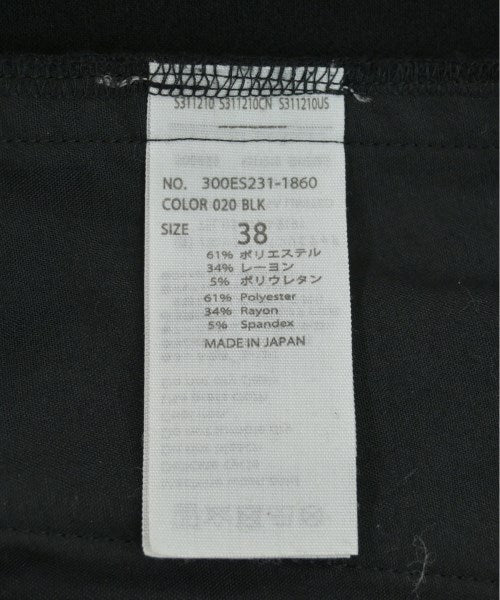 S311210 S311210CN S311210US
NO. 300ES231-1860
COLOR 020 BLK
SIZE 38
61% ポリエステル
34% レーヨン
5% ポリウレタン
61% Polyester
34% Rayon
5% Spandex
MADE IN JAPAN